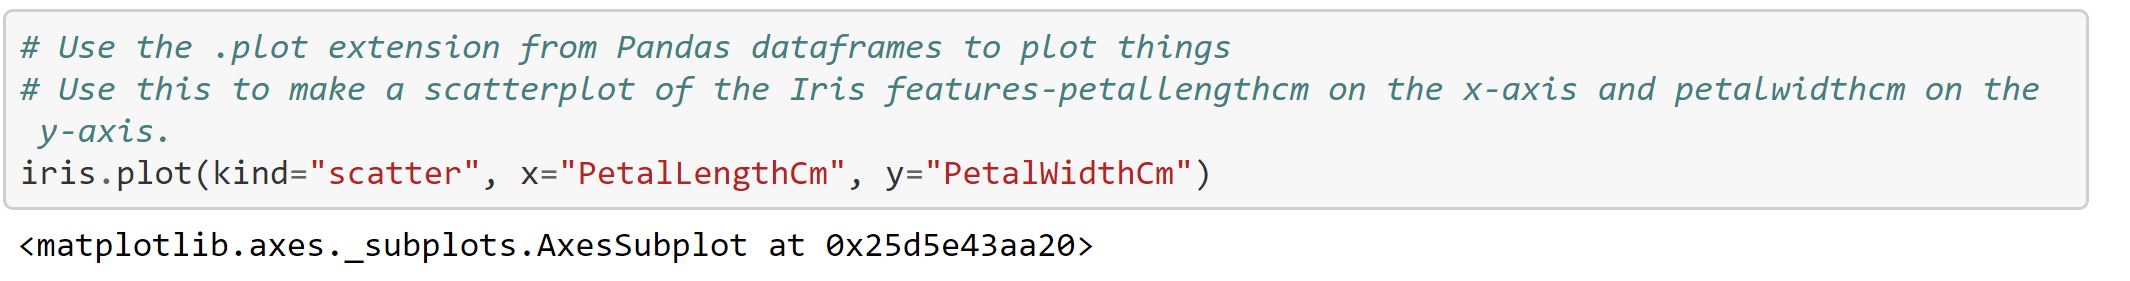 # Use the .plot extension from Pandas dataframes to plot things
# Use this to make a scatterplot of the Iris features-petallengthcm on the x-axis and petalwidthcm on the
y-axis.
iris.plot(kind="scatter", x="PetalLengthCm", y="PetalWidthCm")
<matplotlib.axes._subplots.AxesSubplot at 0x25d5e43aa20>